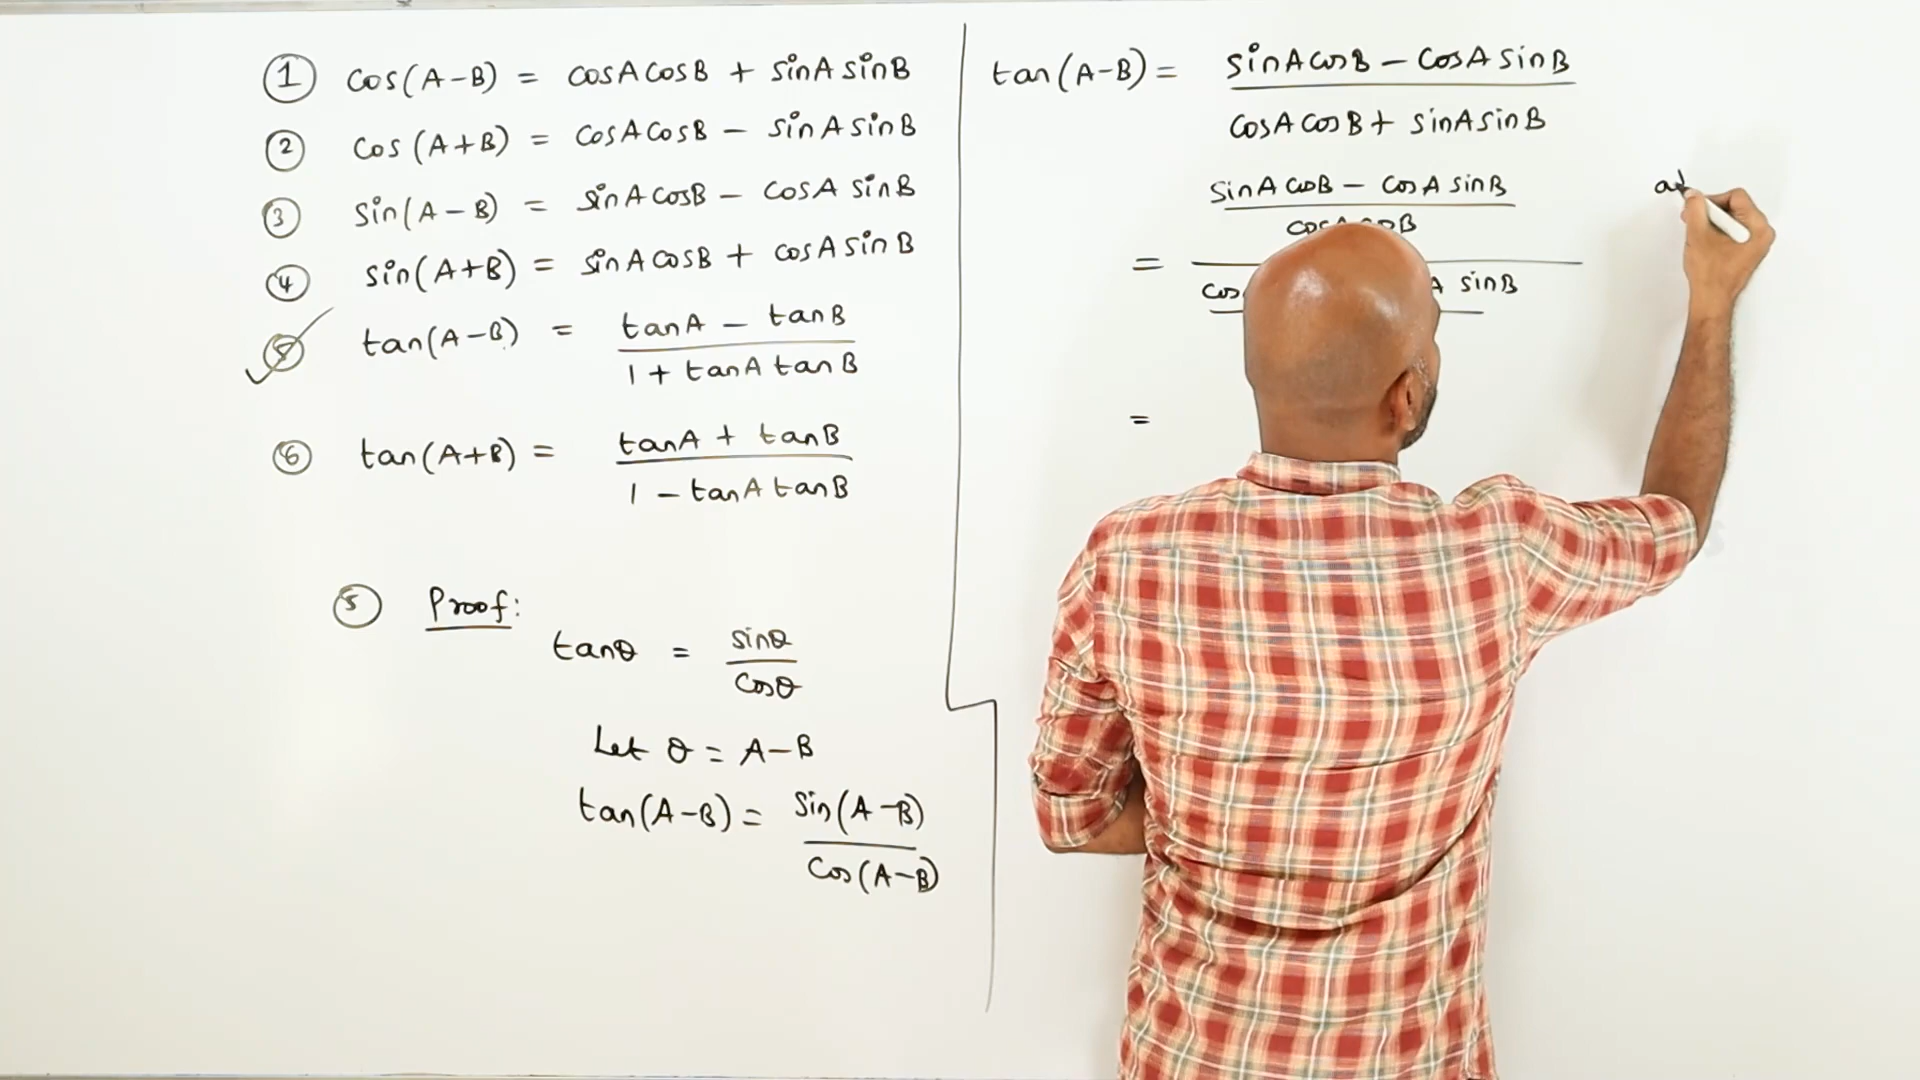 ① cos(A-B) = cosA cosB + sinA sinB
② cos (A+B) = cosA cosB - sinA sinB
③ sin(A-B) = sinA cosB - cosA sinB
④ sin(A+B) = sinA cosB + cosA sinB
⑤ tan(A-B) = tanA - tanB
1 + tanA tanB
⑥ tan(A+B) = tanA + tanB
1 - tanA tanB
⑤ Proof:
tanθ = sinθ
cosθ
Let θ = A-B
tan(A-B) = sin(A-B)
cos(A-B)
tan(A-B) = sinA cosB - cosA sinB
cosA cosB + sinA sinB
sinA cosB - cosA sinB
=
sinB
=